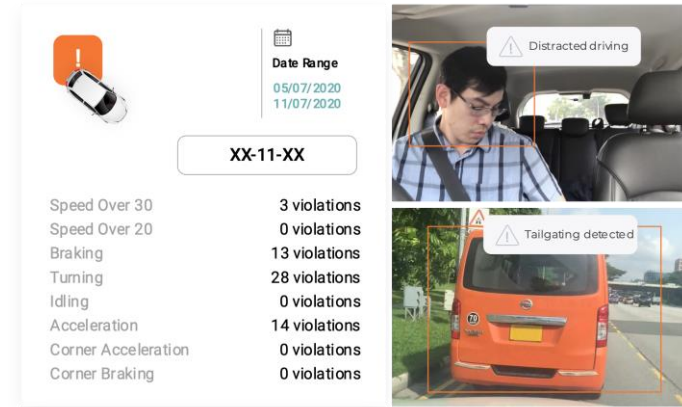 !
Date Range
05/07/2020
11/07/2020
XX-11-XX
Speed Over 30 3 violations
Speed Over 20 0 violations
Braking 13 violations
Turning 28 violations
Idling 0 violations
Acceleration 14 violations
Corner Acceleration 0 violations
Corner Braking 0 violations
Distracted driving
Tailgating detected
70